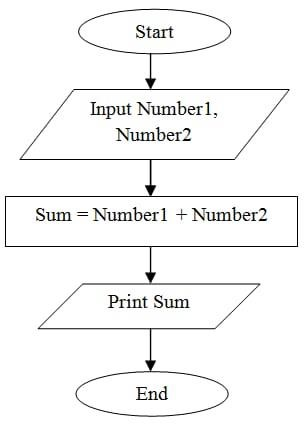 Start
Input Number1,
Number2
Sum = Number1 + Number2
Print Sum
End